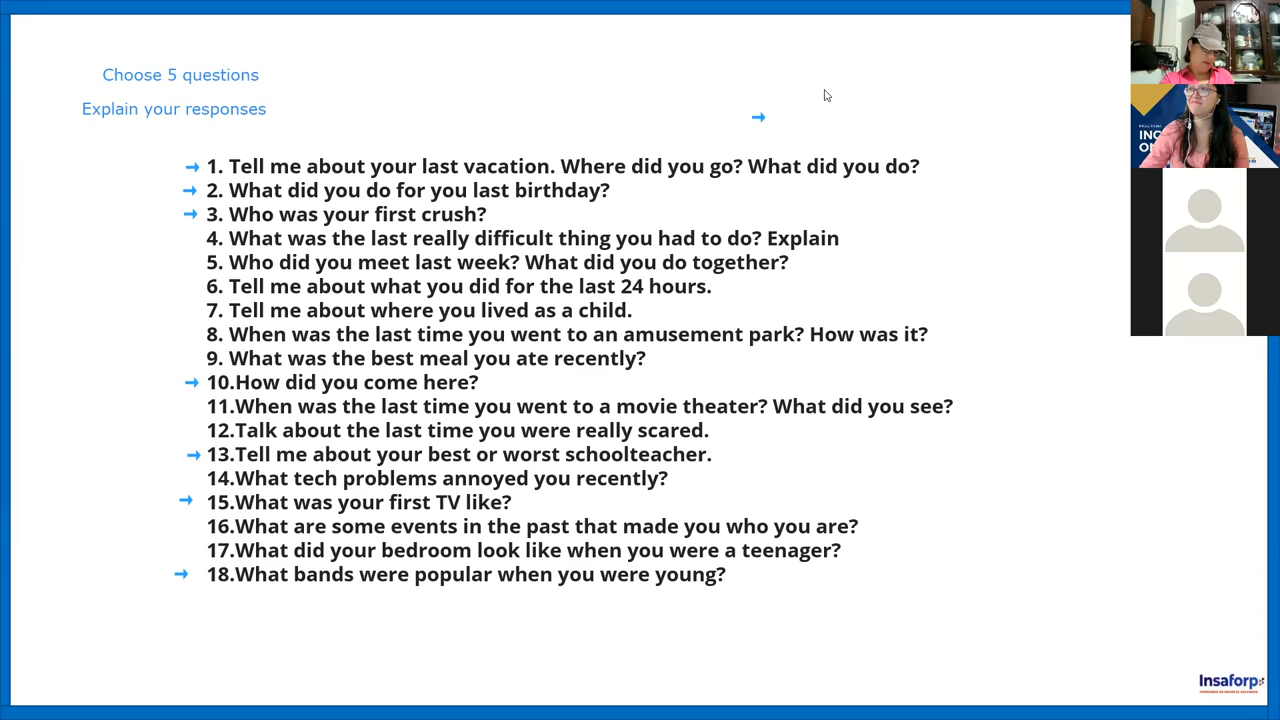 Choose 5 questions
Explain your responses
1. Tell me about your last vacation. Where did you go? What did you do?
2. What did you do for you last birthday?
3. Who was your first crush?
4. What was the last really difficult thing you had to do? Explain
5. Who did you meet last week? What did you do together?
6. Tell me about what you did for the last 24 hours.
7. Tell me about where you lived as a child.
8. When was the last time you went to an amusement park? How was it?
9. What was the best meal you ate recently?
10.How did you come here?
11.When was the last time you went to a movie theater? What did you see?
12.Talk about the last time you were really scared.
13.Tell me about your best or worst schoolteacher.
14.What tech problems annoyed you recently?
15.What was your first TV like?
16.What are some events in the past that made you who you are?
17.What did your bedroom look like when you were a teenager?
18.What bands were popular when you were young?
Insaforp